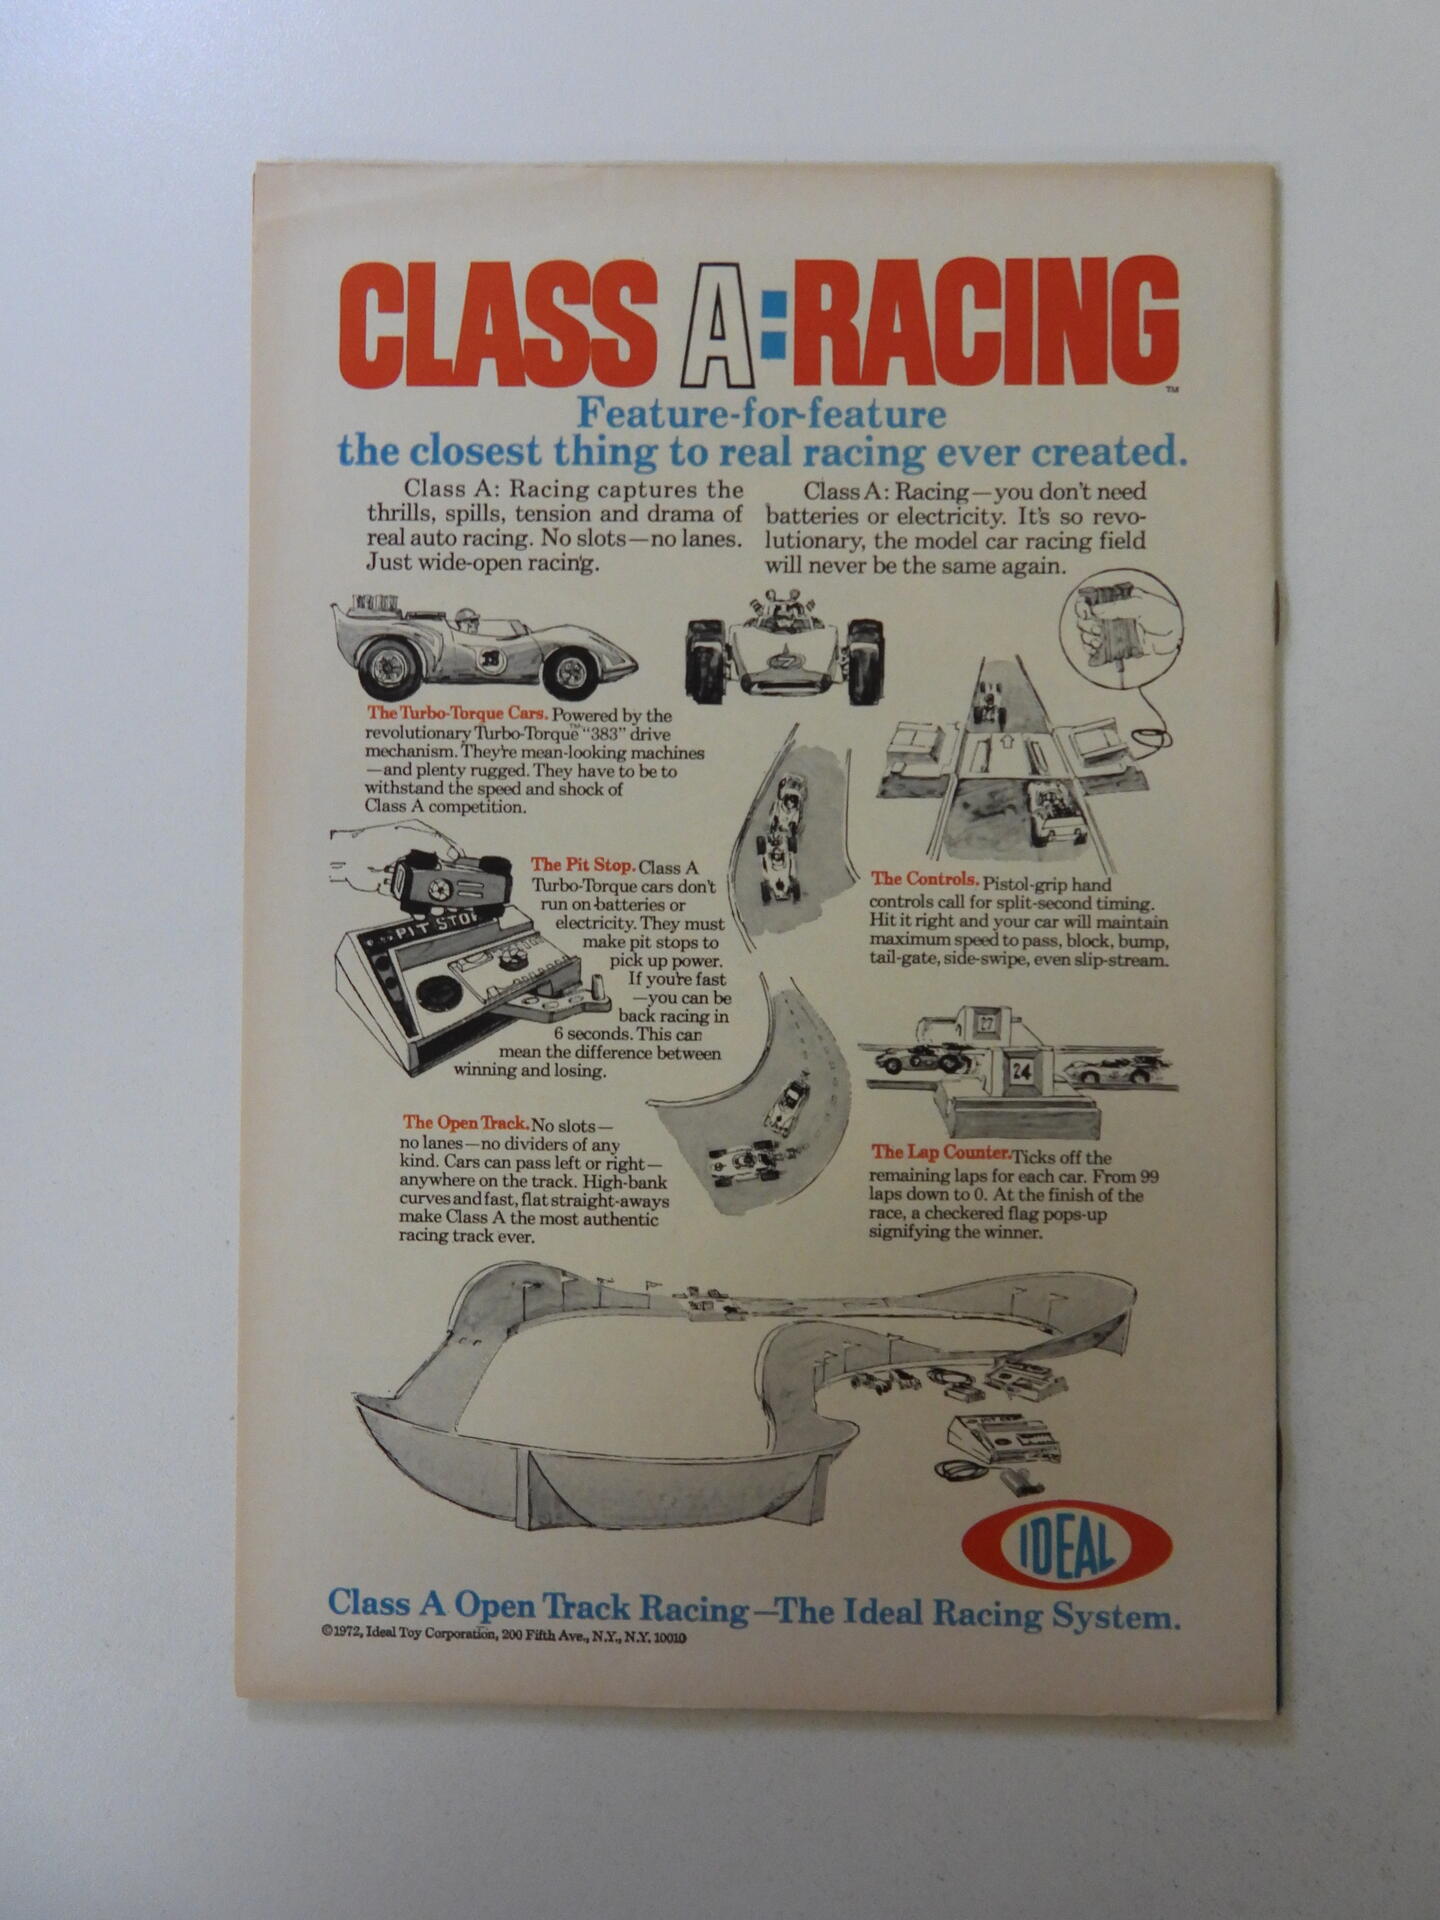 CLASS A:RACING
TM
Feature-for-feature
the closest thing to real racing ever created.
Class A: Racing captures the
thrills, spills, tension and drama of
real auto racing. No slots—no lanes.
Just wide-open racing.
Class A: Racing—you don't need
batteries or electricity. It's so revo-
lutionary, the model car racing field
will never be the same again.
The Turbo-Torque Cars. Powered by the
revolutionary Turbo-Torque™ "383" drive
mechanism. They're mean-looking machines
—and plenty rugged. They have to be to
withstand the speed and shock of
Class A competition.
PIT STOP
The Pit Stop. Class A
Turbo-Torque cars don't
run on batteries or
electricity. They must
make pit stops to
pick up power.
If you're fast
—you can be
back racing in
6 seconds. This can
mean the difference between
winning and losing.
The Controls. Pistol-grip hand
controls call for split-second timing.
Hit it right and your car will maintain
maximum speed to pass, block, bump,
tail-gate, side-swipe, even slip-stream.
27
24
The Open Track. No slots—
no lanes—no dividers of any
kind. Cars can pass left or right—
anywhere on the track. High-bank
curves and fast, flat straight-aways
make Class A the most authentic
racing track ever.
The Lap Counter. Ticks off the
remaining laps for each car. From 99
laps down to 0. At the finish of the
race, a checkered flag pops-up
signifying the winner.
IDEAL
Class A Open Track Racing—The Ideal Racing System.
©1972, Ideal Toy Corporation, 200 Fifth Ave., N.Y., N.Y. 10010